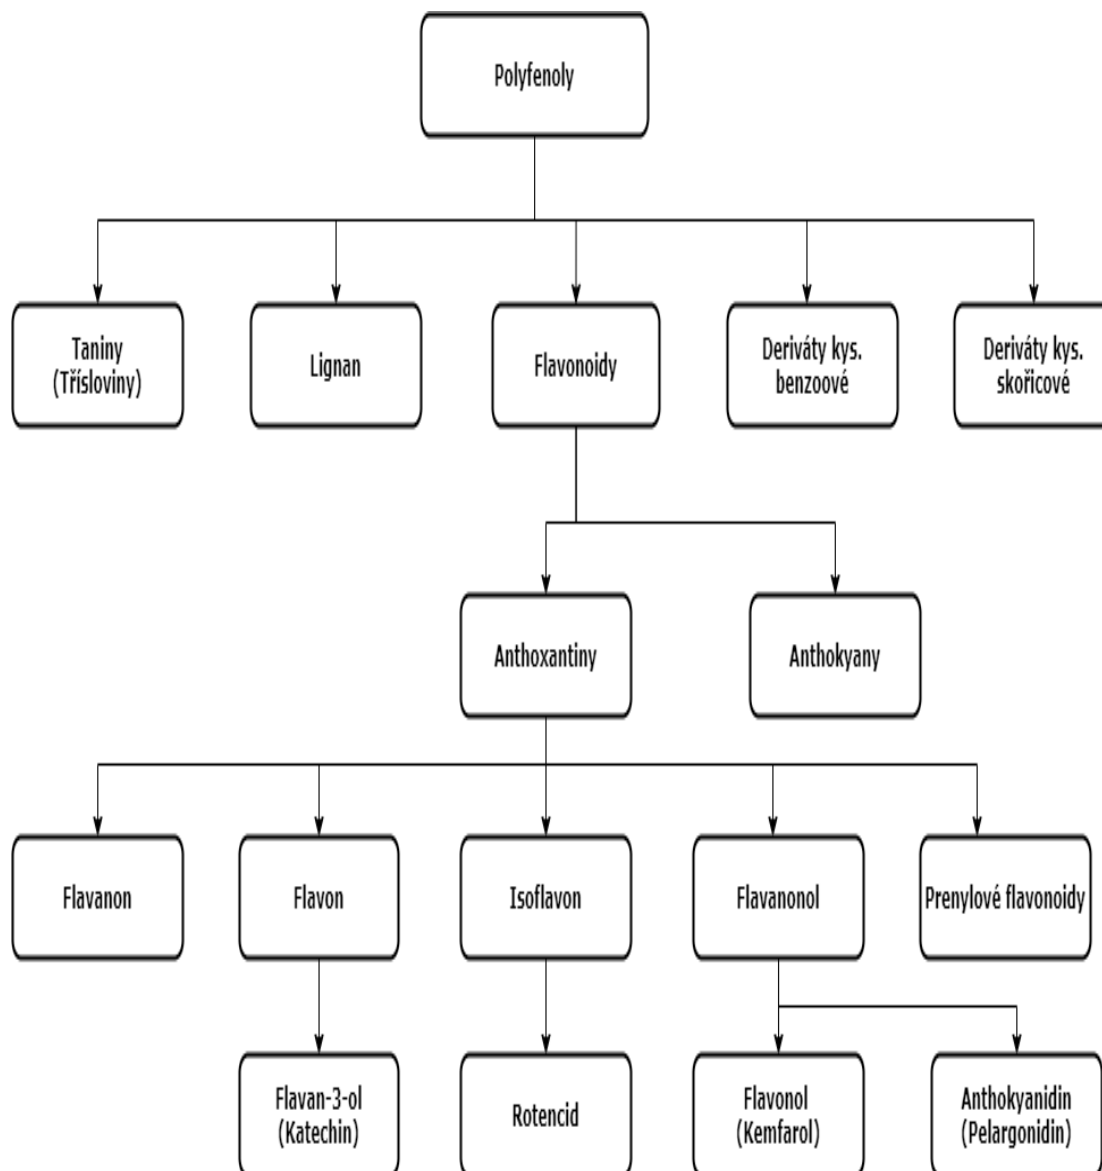 Polyfenoly
Taniny
(Třísloviny)
Lignan
Flavonoidy
Deriváty kys.
benzoové
Deriváty kys.
skořicové
Anthoxantiny
Anthokyany
Flavanon
Flavon
Isoflavon
Flavanonol
Prenylové flavonoidy
Flavan-3-ol
(Katechin)
Rotencid
Flavonol
(Kemfarol)
Anthokyanidin
(Pelargonidin)